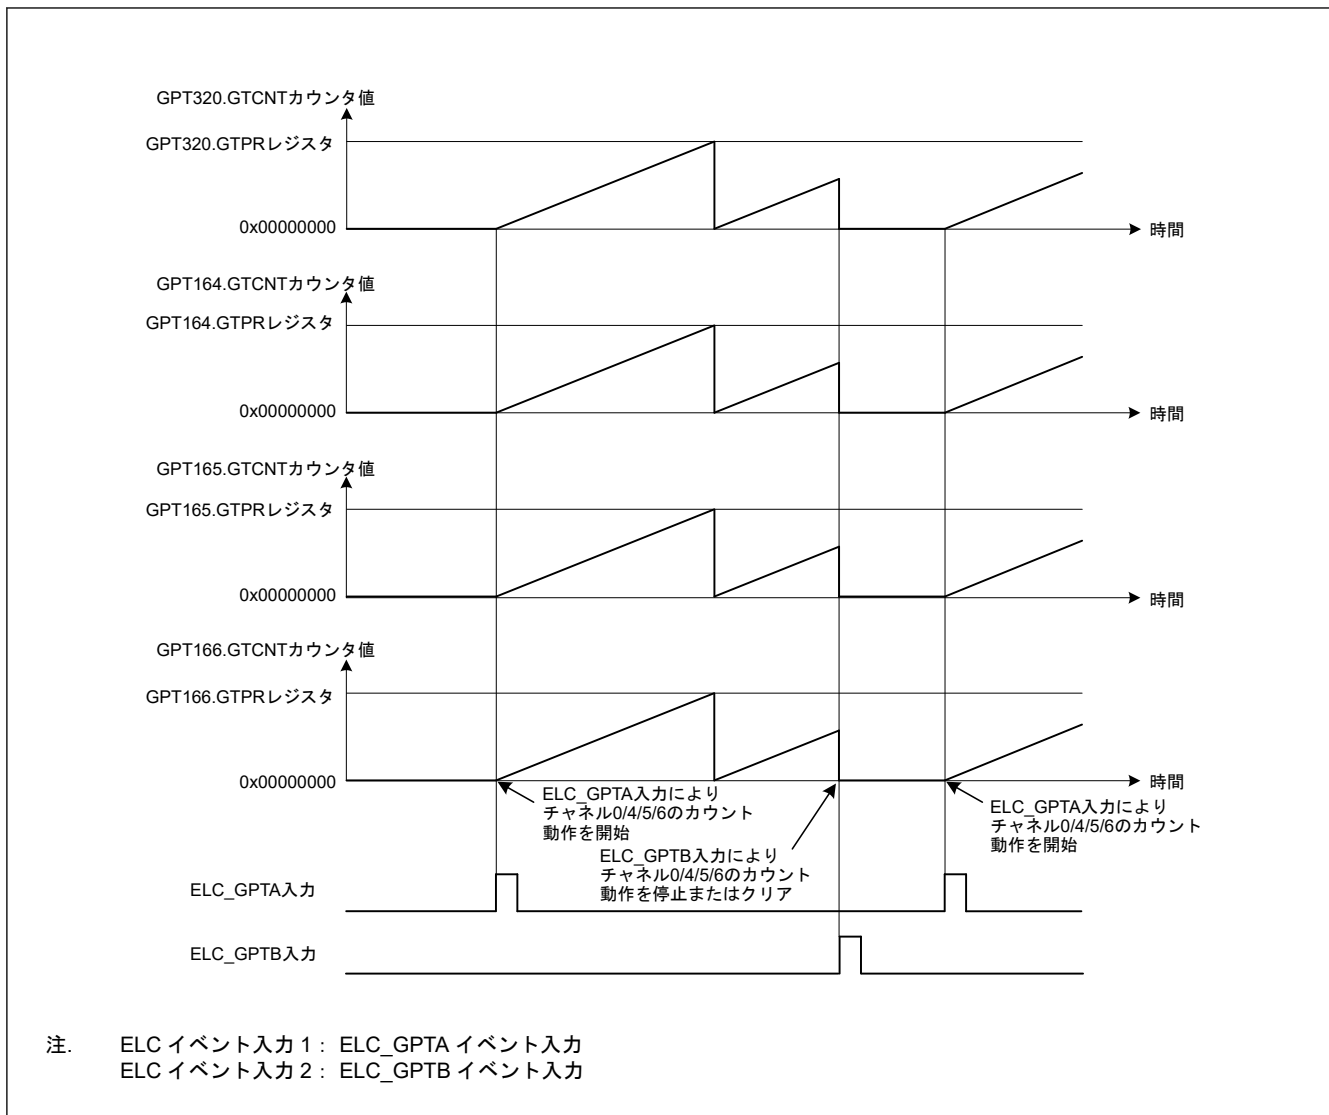 GPT320.GTCNTカウンタ値
GPT320.GTPRレジスタ
0x00000000
時間
GPT164.GTCNTカウンタ値
GPT164.GTPRレジスタ
0x00000000
時間
GPT165.GTCNTカウンタ値
GPT165.GTPRレジスタ
0x00000000
時間
GPT166.GTCNTカウンタ値
GPT166.GTPRレジスタ
0x00000000
時間
ELC_GPTA入力により
チャネル0/4/5/6のカウント
動作を開始
ELC_GPTB入力により
チャネル0/4/5/6のカウント
動作を停止またはクリア
ELC_GPTA入力により
チャネル0/4/5/6のカウント
動作を開始
ELC_GPTA入力
ELC_GPTB入力
注. ELC イベント入力 1 : ELC_GPTA イベント入力
ELC イベント入力 2 : ELC_GPTB イベント入力